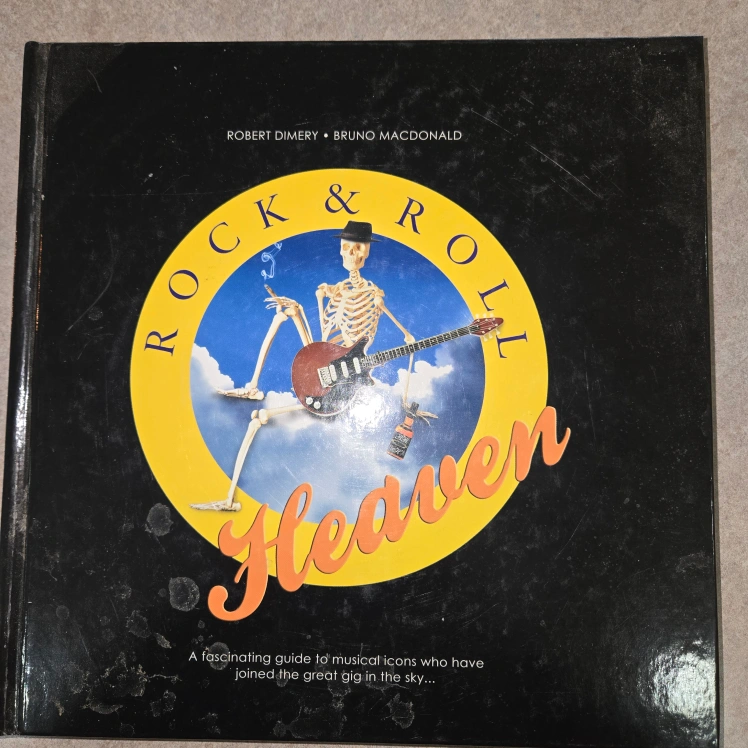 ROBERT DIMERY • BRUNO MACDONALD
ROCK & ROLL
Heaven
A fascinating guide to musical icons who have
joined the great gig in the sky...